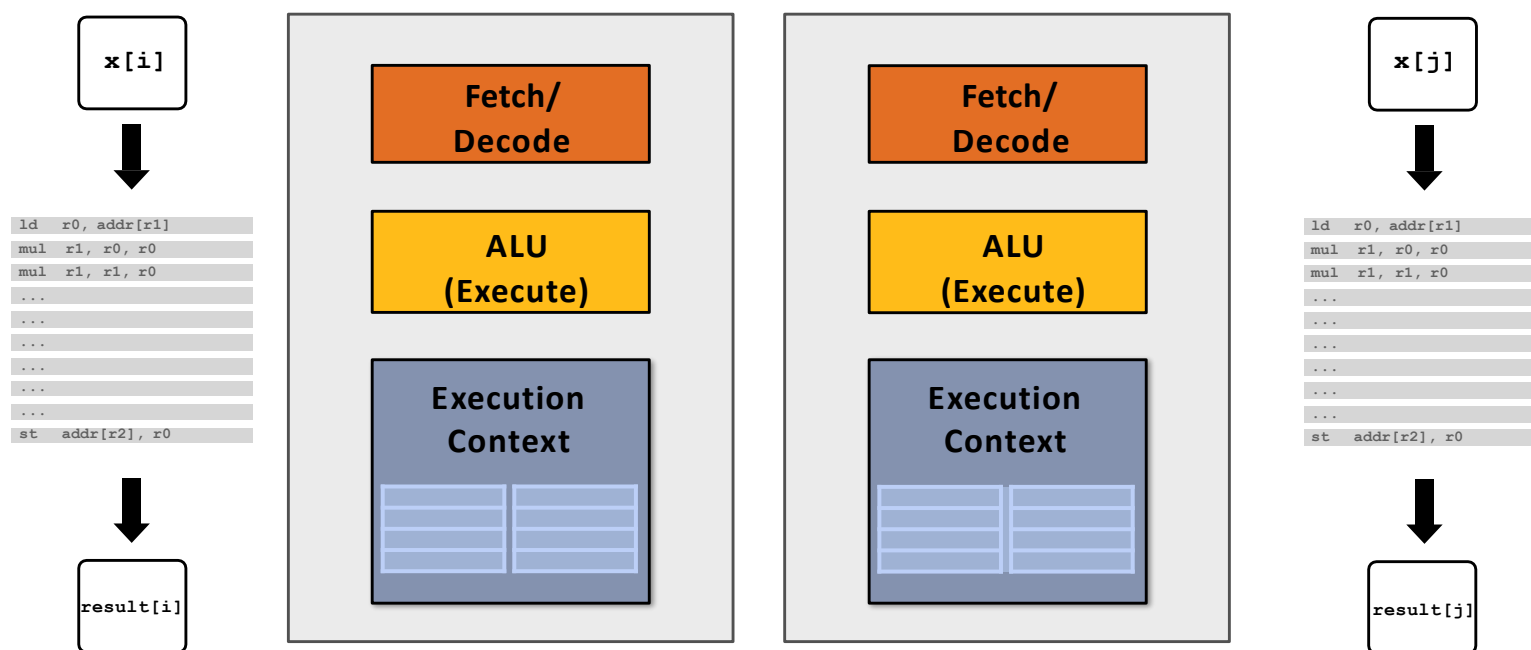 x[i]
ld r0, addr[r1]
mul r1, r0, r0
mul r1, r1, r0
...
...
...
...
...
...
st addr[r2], r0
result[i]
Fetch/
Decode
ALU
(Execute)
Execution
Context
Fetch/
Decode
ALU
(Execute)
Execution
Context
x[j]
ld r0, addr[r1]
mul r1, r0, r0
mul r1, r1, r0
...
...
...
...
...
...
st addr[r2], r0
result[j]